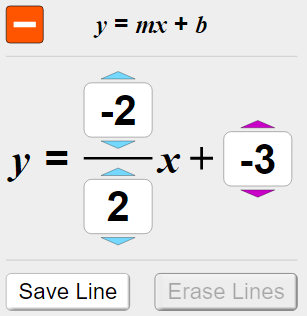 y = mx + b
-2
y = x + -3
2
Save Line Erase Lines